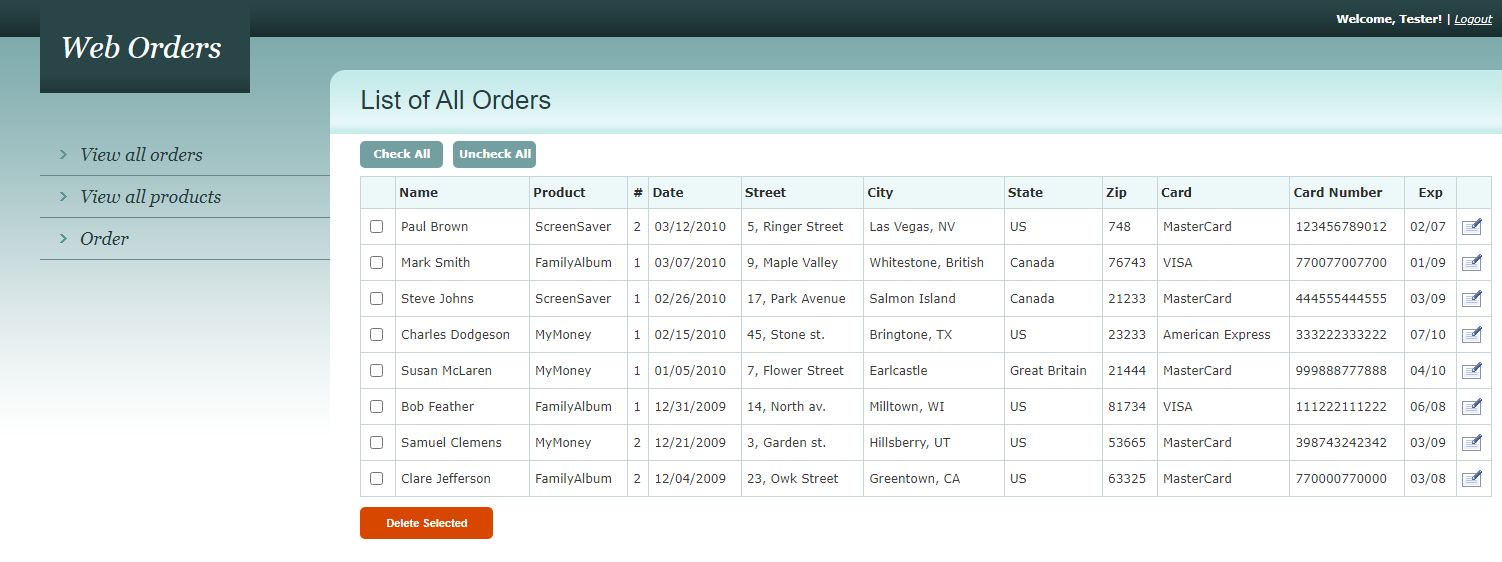 Welcome, Tester! | Logout
Web Orders
View all orders
View all products
Order
List of All Orders
Check All Uncheck All
Name Product # Date Street City State Zip Card Card Number Exp
Paul Brown ScreenSaver 2 03/12/2010 5, Ringer Street Las Vegas, NV US 748 MasterCard 123456789012 02/07
Mark Smith FamilyAlbum 1 03/07/2010 9, Maple Valley Whitestone, British Canada 76743 VISA 770077007700 01/09
Steve Johns ScreenSaver 1 02/26/2010 17, Park Avenue Salmon Island Canada 21233 MasterCard 444555444555 03/09
Charles Dodgeson MyMoney 1 02/15/2010 45, Stone st. Bringtone, TX US 23233 American Express 333222333222 07/10
Susan McLaren MyMoney 1 01/05/2010 7, Flower Street Earlcastle Great Britain 21444 MasterCard 999888777888 04/10
Bob Feather FamilyAlbum 1 12/31/2009 14, North av. Milltown, WI US 81734 VISA 111222111222 06/08
Samuel Clemens MyMoney 2 12/21/2009 3, Garden st. Hillsberry, UT US 53665 MasterCard 398743242342 03/09
Clare Jefferson FamilyAlbum 2 12/04/2009 23, Owk Street Greentown, CA US 63325 MasterCard 770000770000 03/08
Delete Selected